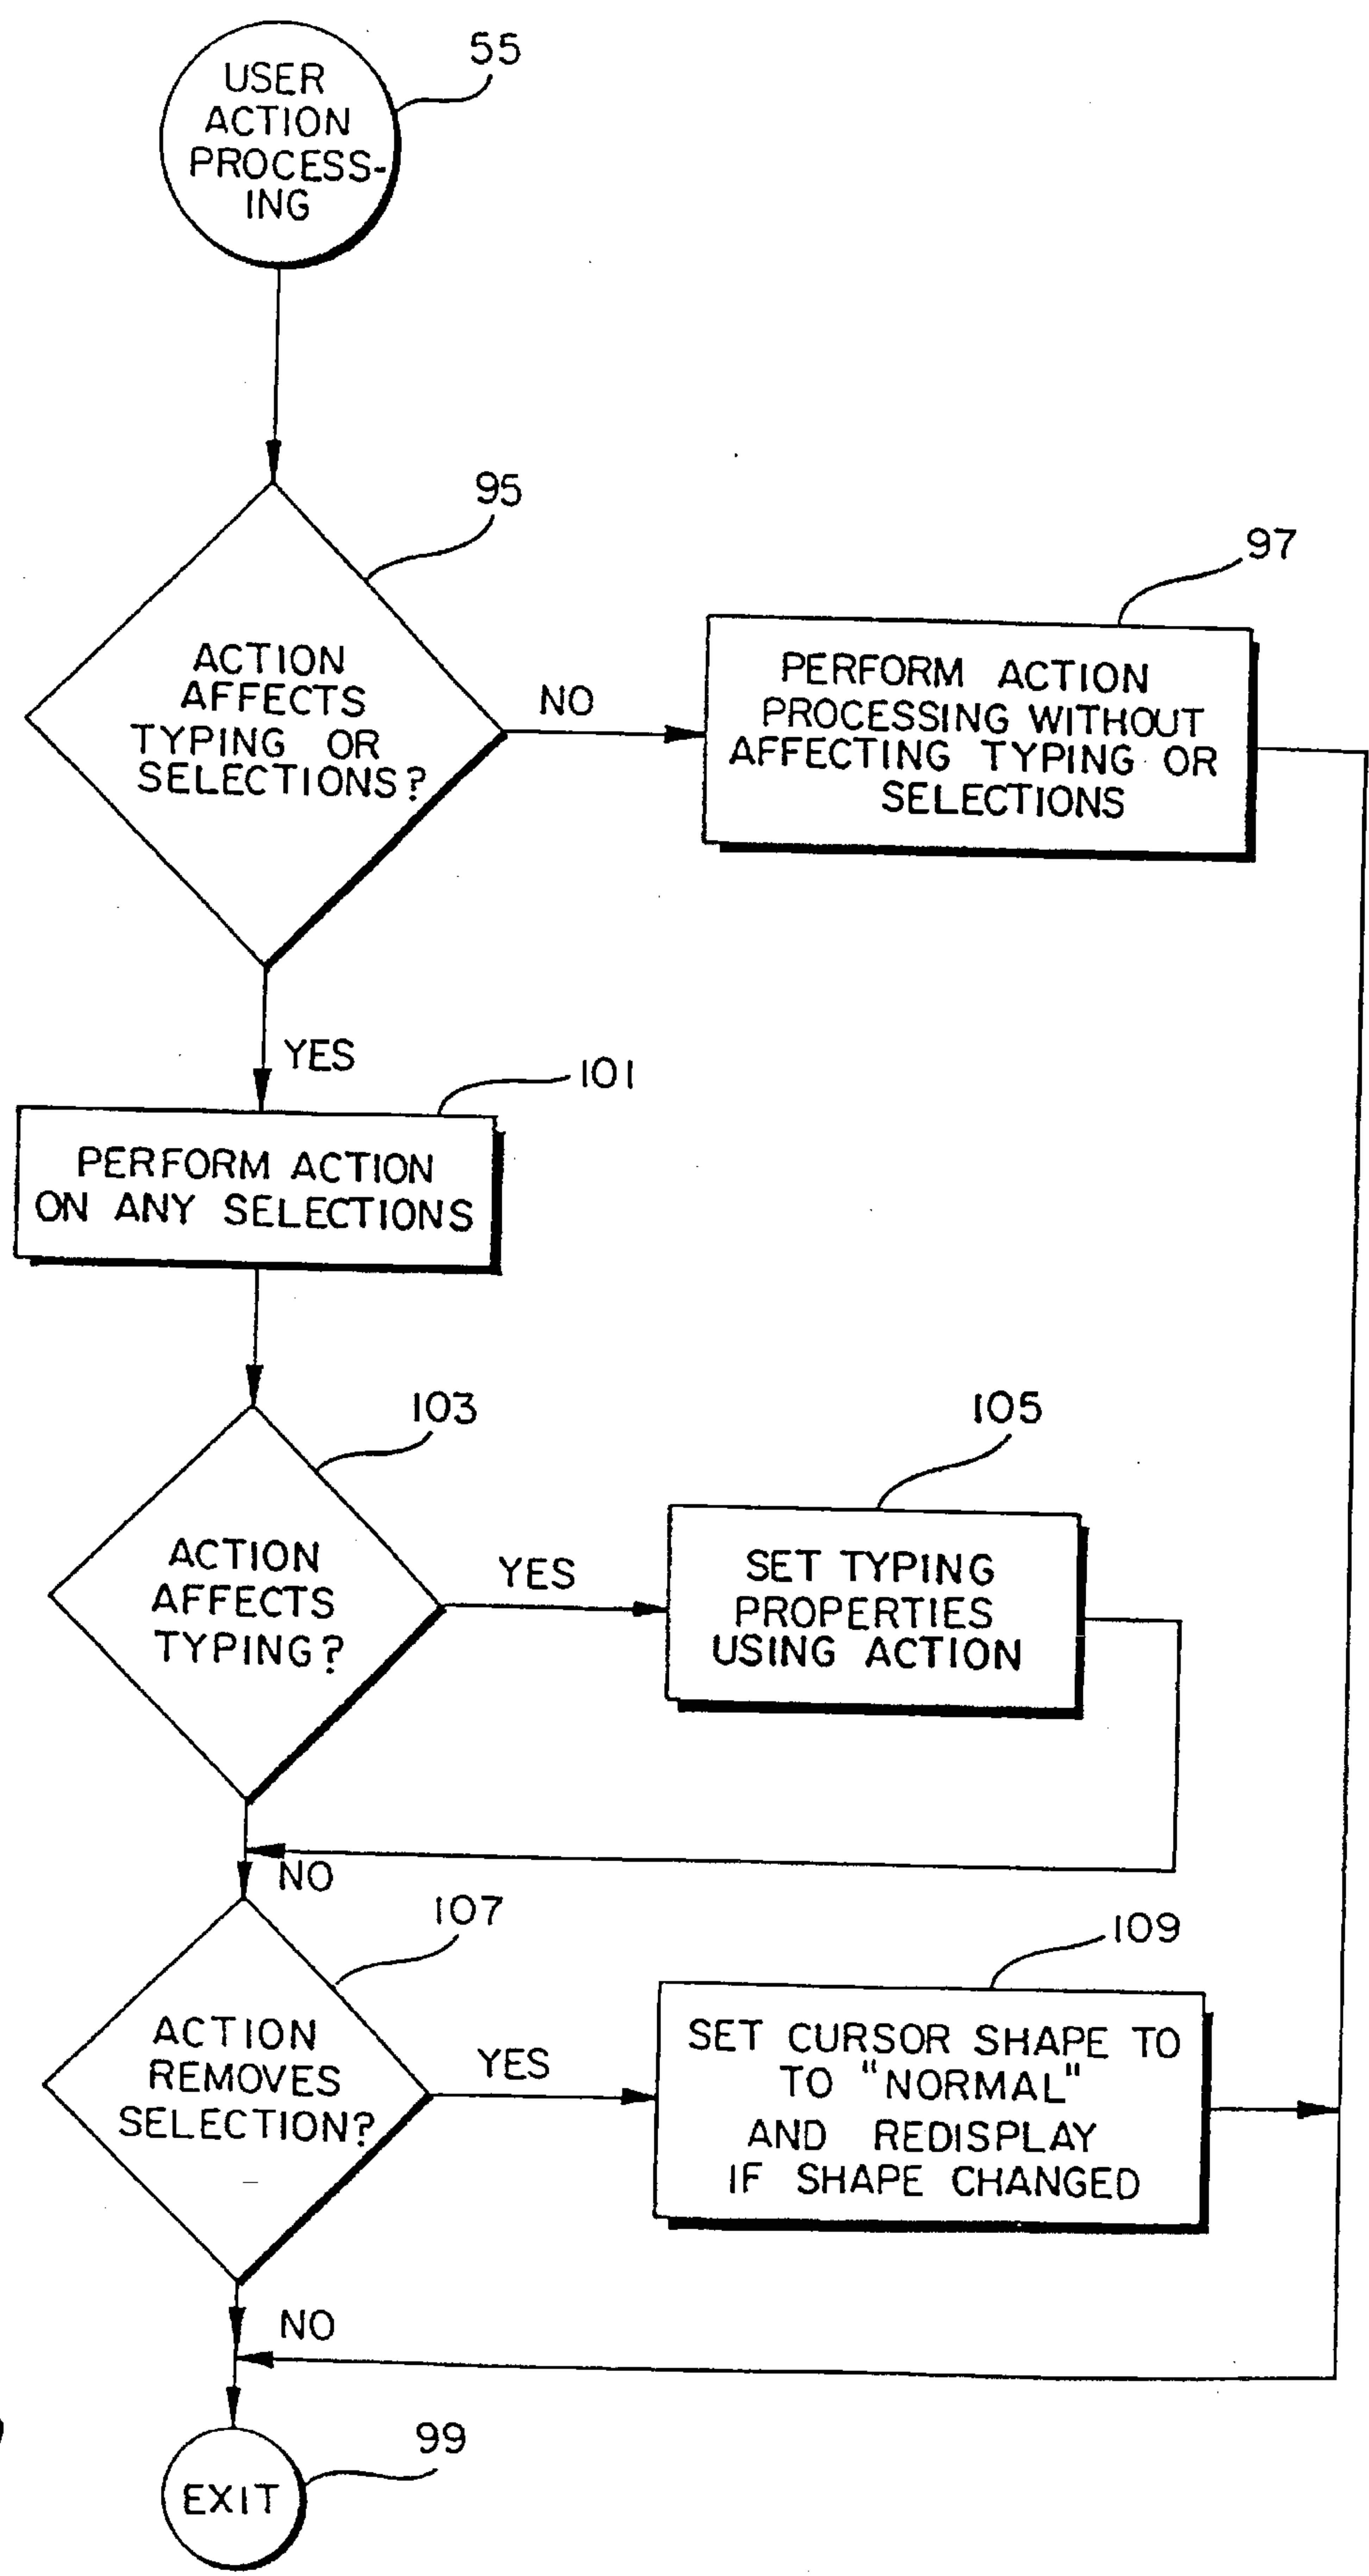 USER
ACTION
PROCESS-
ING
55
95
ACTION
AFFECTS
TYPING OR
SELECTIONS?
NO
97
PERFORM ACTION
PROCESSING WITHOUT
AFFECTING TYPING OR
SELECTIONS
YES
101
PERFORM ACTION
ON ANY SELECTIONS
103
ACTION
AFFECTS
TYPING?
YES
105
SET TYPING
PROPERTIES
USING ACTION
NO
107
ACTION
REMOVES
SELECTION?
YES
109
SET CURSOR SHAPE TO
TO "NORMAL"
AND REDISPLAY
IF SHAPE CHANGED
NO
99
EXIT